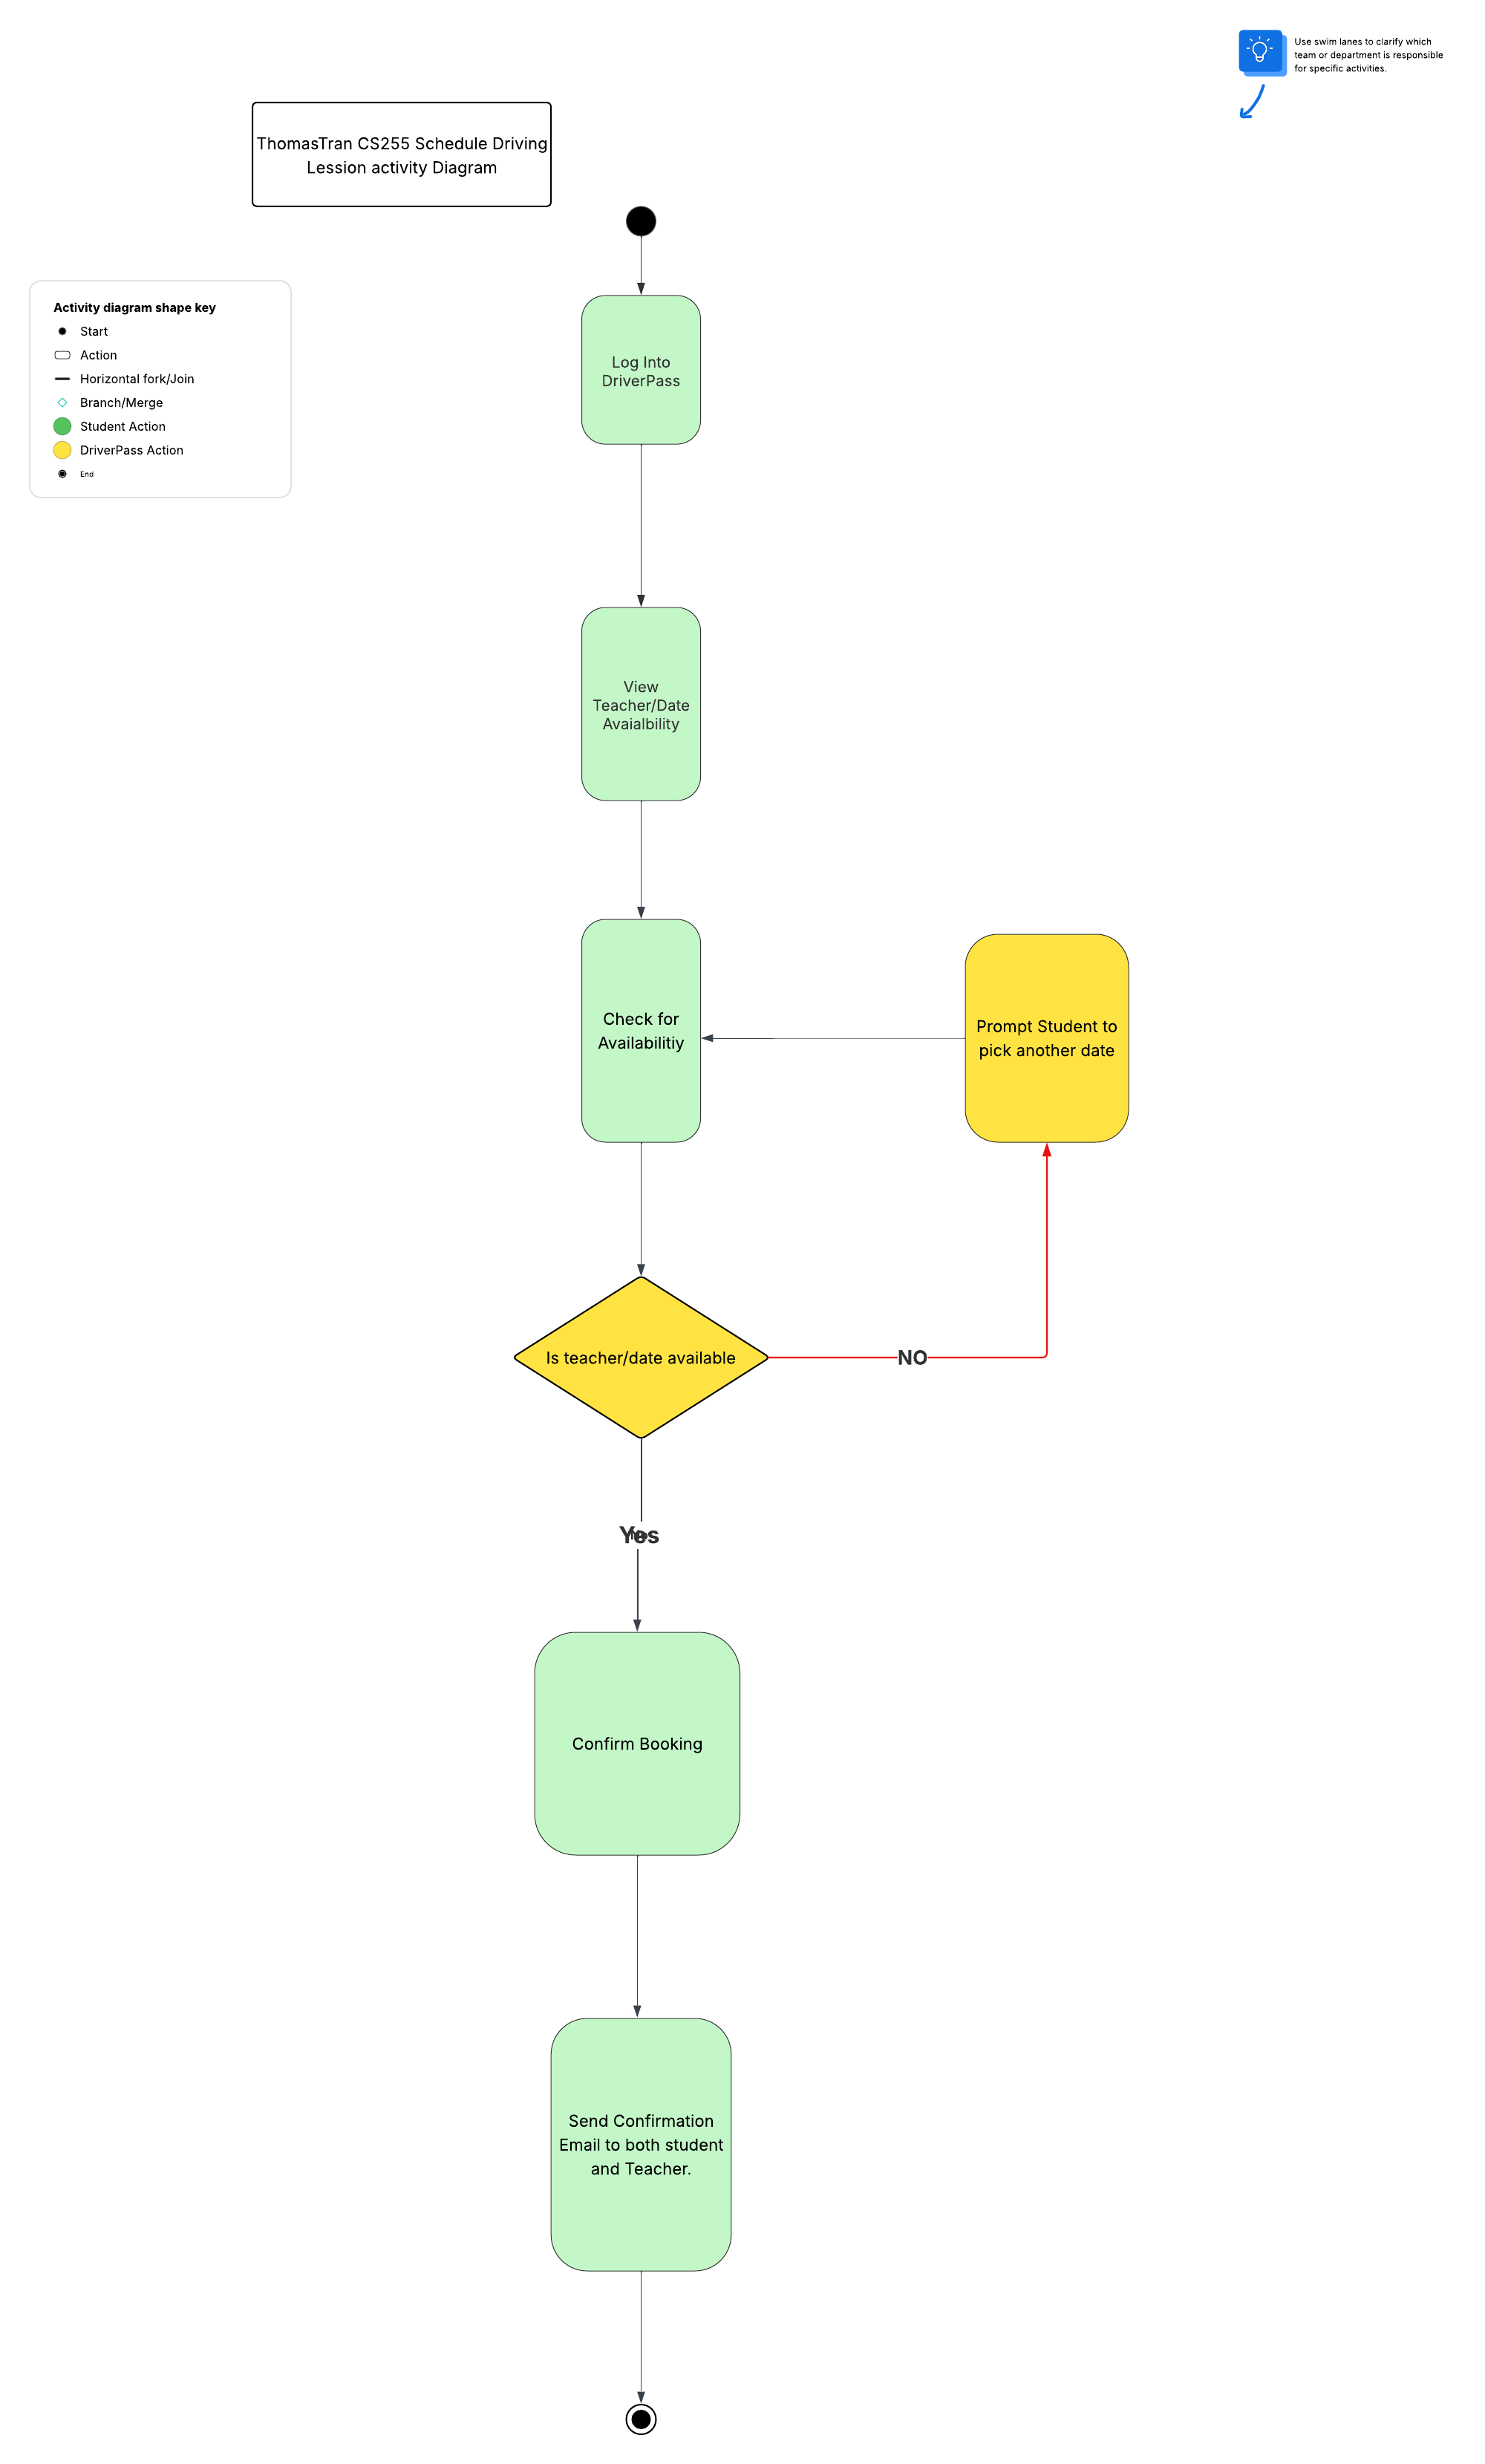 Use swim lanes to clarify which
team or department is responsible
for specific activities.
ThomasTran CS255 Schedule Driving
Lession activity Diagram
Activity diagram shape key
Start
Action
Horizontal fork/Join
Branch/Merge
Student Action
DriverPass Action
End
Log Into
DriverPass
View
Teacher/Date
Avaialbility
Check for
Availabilitiy
Prompt Student to
pick another date
Is teacher/date available
NO
Yes
Confirm Booking
Send Confirmation
Email to both student
and Teacher.